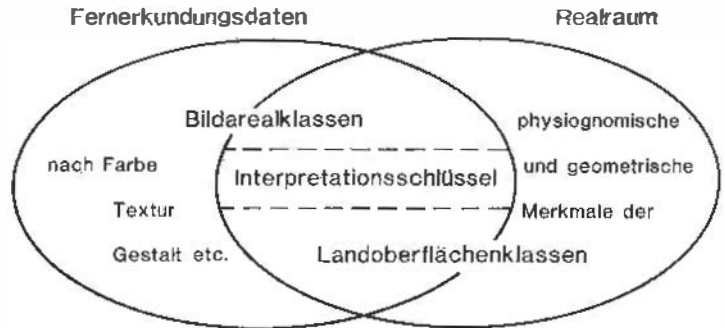 Fernerkundungsdaten Realraum
Bildarealklassen
physiognomische
nach Farbe
Interpretationsschlüssel
und geometrische
Textur
Merkmale der
Gestalt etc.
Landoberflächenklassen